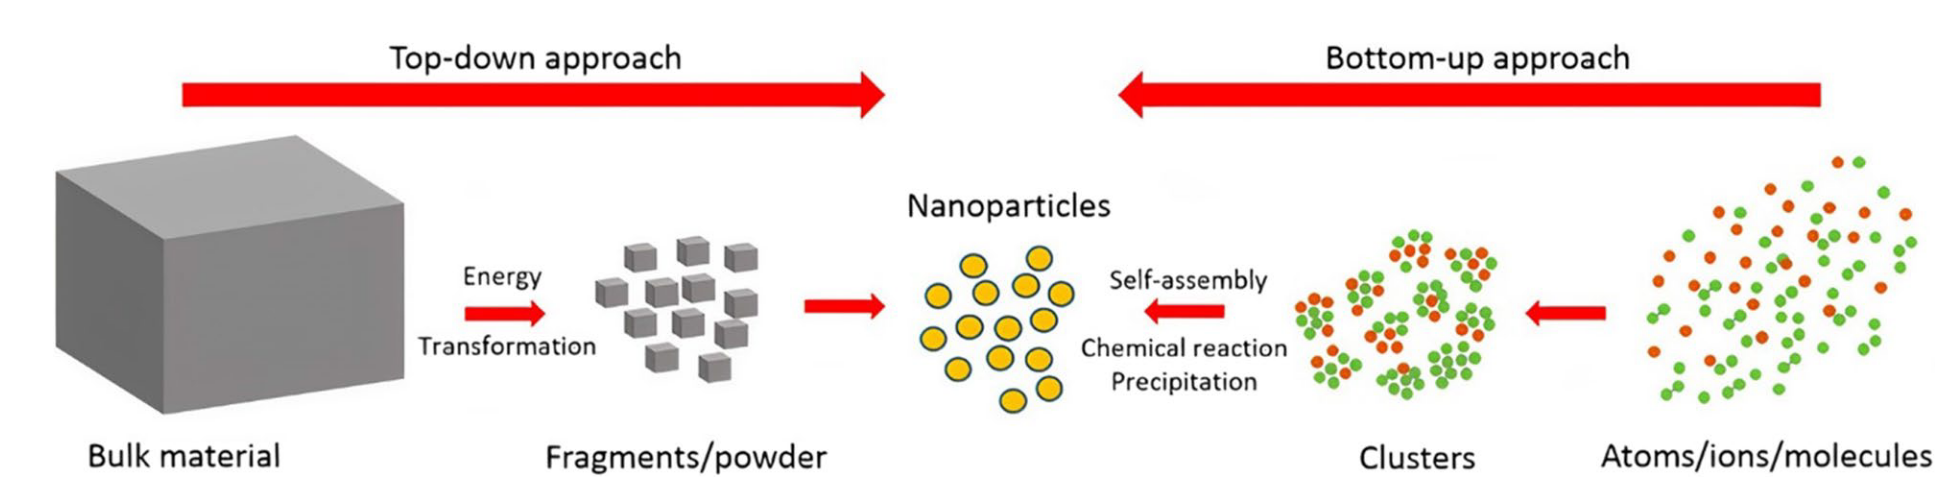 Top-down approach
Bottom-up approach
Nanoparticles
Energy
Transformation
Self-assembly
Chemical reaction
Precipitation
Bulk material
Fragments/powder
Clusters
Atoms/ions/molecules